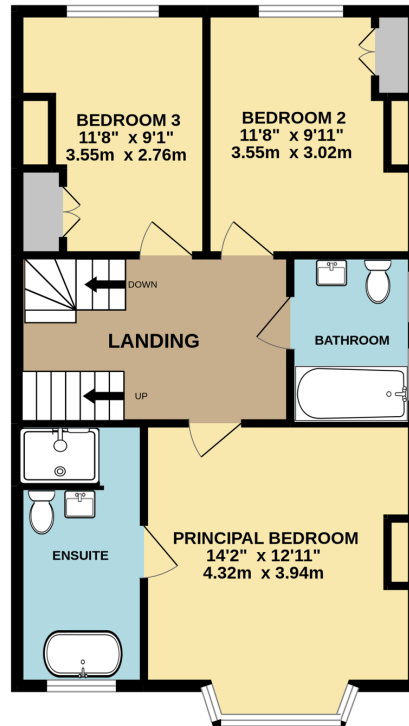 BEDROOM 3
11'8" x 9'1"
3.55m x 2.76m
BEDROOM 2
11'8" x 9'11"
3.55m x 3.02m
DOWN
LANDING
BATHROOM
UP
PRINCIPAL BEDROOM
14'2" x 12'11"
4.32m x 3.94m
ENSUITE